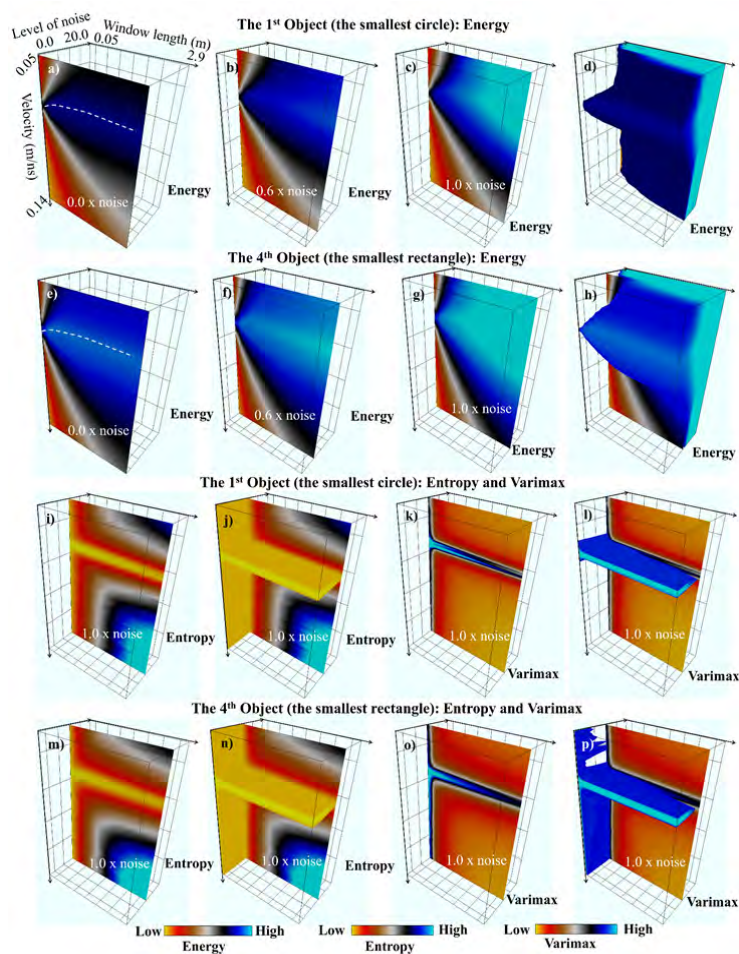 The 1st Object (the smallest circle): Energy
Level of noise
0.0 20.0
Window length (m)
0.05 2.9
0.05
Velocity (m/ns)
0.14
a)
0.0 x noise
Energy
b)
0.6 x noise
Energy
c)
1.0 x noise
Energy
d)
Energy
The 4th Object (the smallest rectangle): Energy
e)
0.0 x noise
Energy
f)
0.6 x noise
Energy
g)
1.0 x noise
Energy
h)
Energy
The 1st Object (the smallest circle): Entropy and Varimax
i)
1.0 x noise
Entropy
j)
1.0 x noise
Entropy
k)
1.0 x noise
Varimax
l)
1.0 x noise
Varimax
The 4th Object (the smallest rectangle): Entropy and Varimax
m)
1.0 x noise
Entropy
n)
1.0 x noise
Entropy
o)
1.0 x noise
Varimax
p)
1.0 x noise
Varimax
Low High
Energy
Low High
Entropy
Low High
Varimax